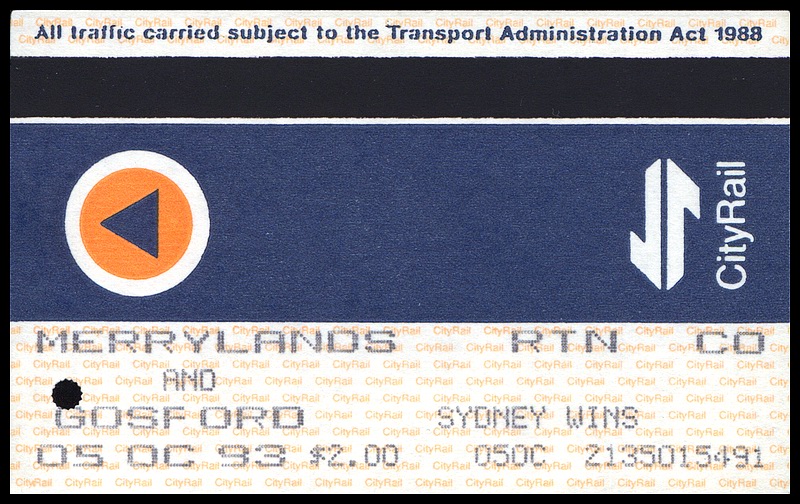 All traffic carried subject to the Transport Administration Act 1988
CityRail
MERRYLANDS RTN CO
AND
GOSFORD SYDNEY WINS
05 OC 93 $2.00 050C Z135015491